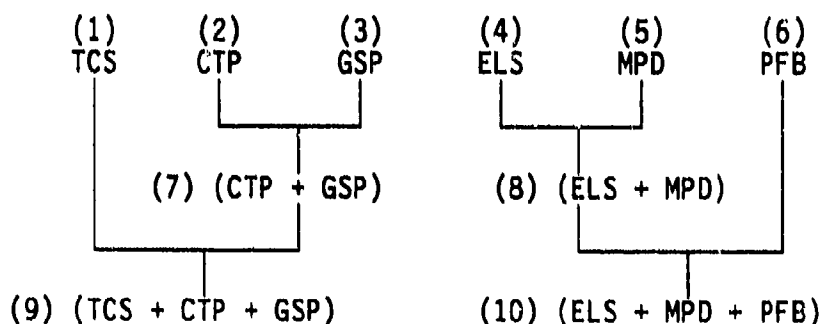 (1) (2) (3) (4) (5) (6)
TCS CTP GSP ELS MPD PFB
(7) (CTP + GSP) (8) (ELS + MPD)
(9) (TCS + CTP + GSP) (10) (ELS + MPD + PFB)